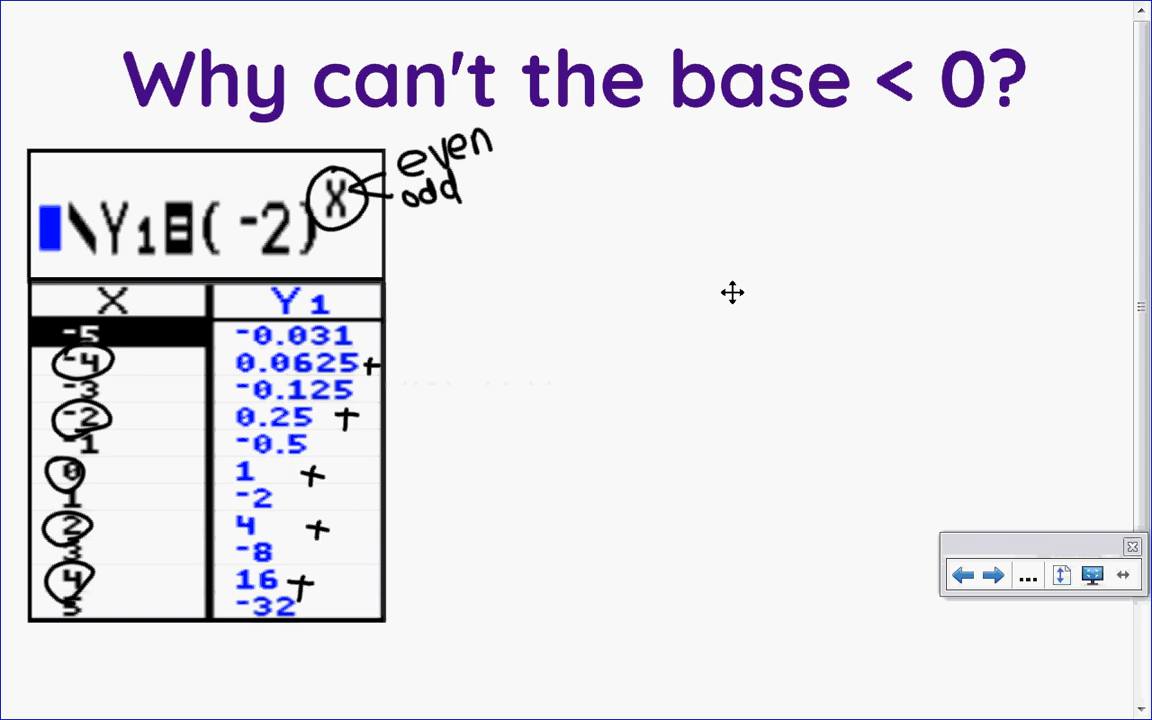 Why can't the base < 0?
even
odd
\Y1=(-2)^X
X Y1
-5 -0.031
-4 0.0625 +
-3 -0.125
-2 0.25 +
-1 -0.5
0 1 +
1 -2
2 4 +
3 -8
4 16 +
5 -32
...